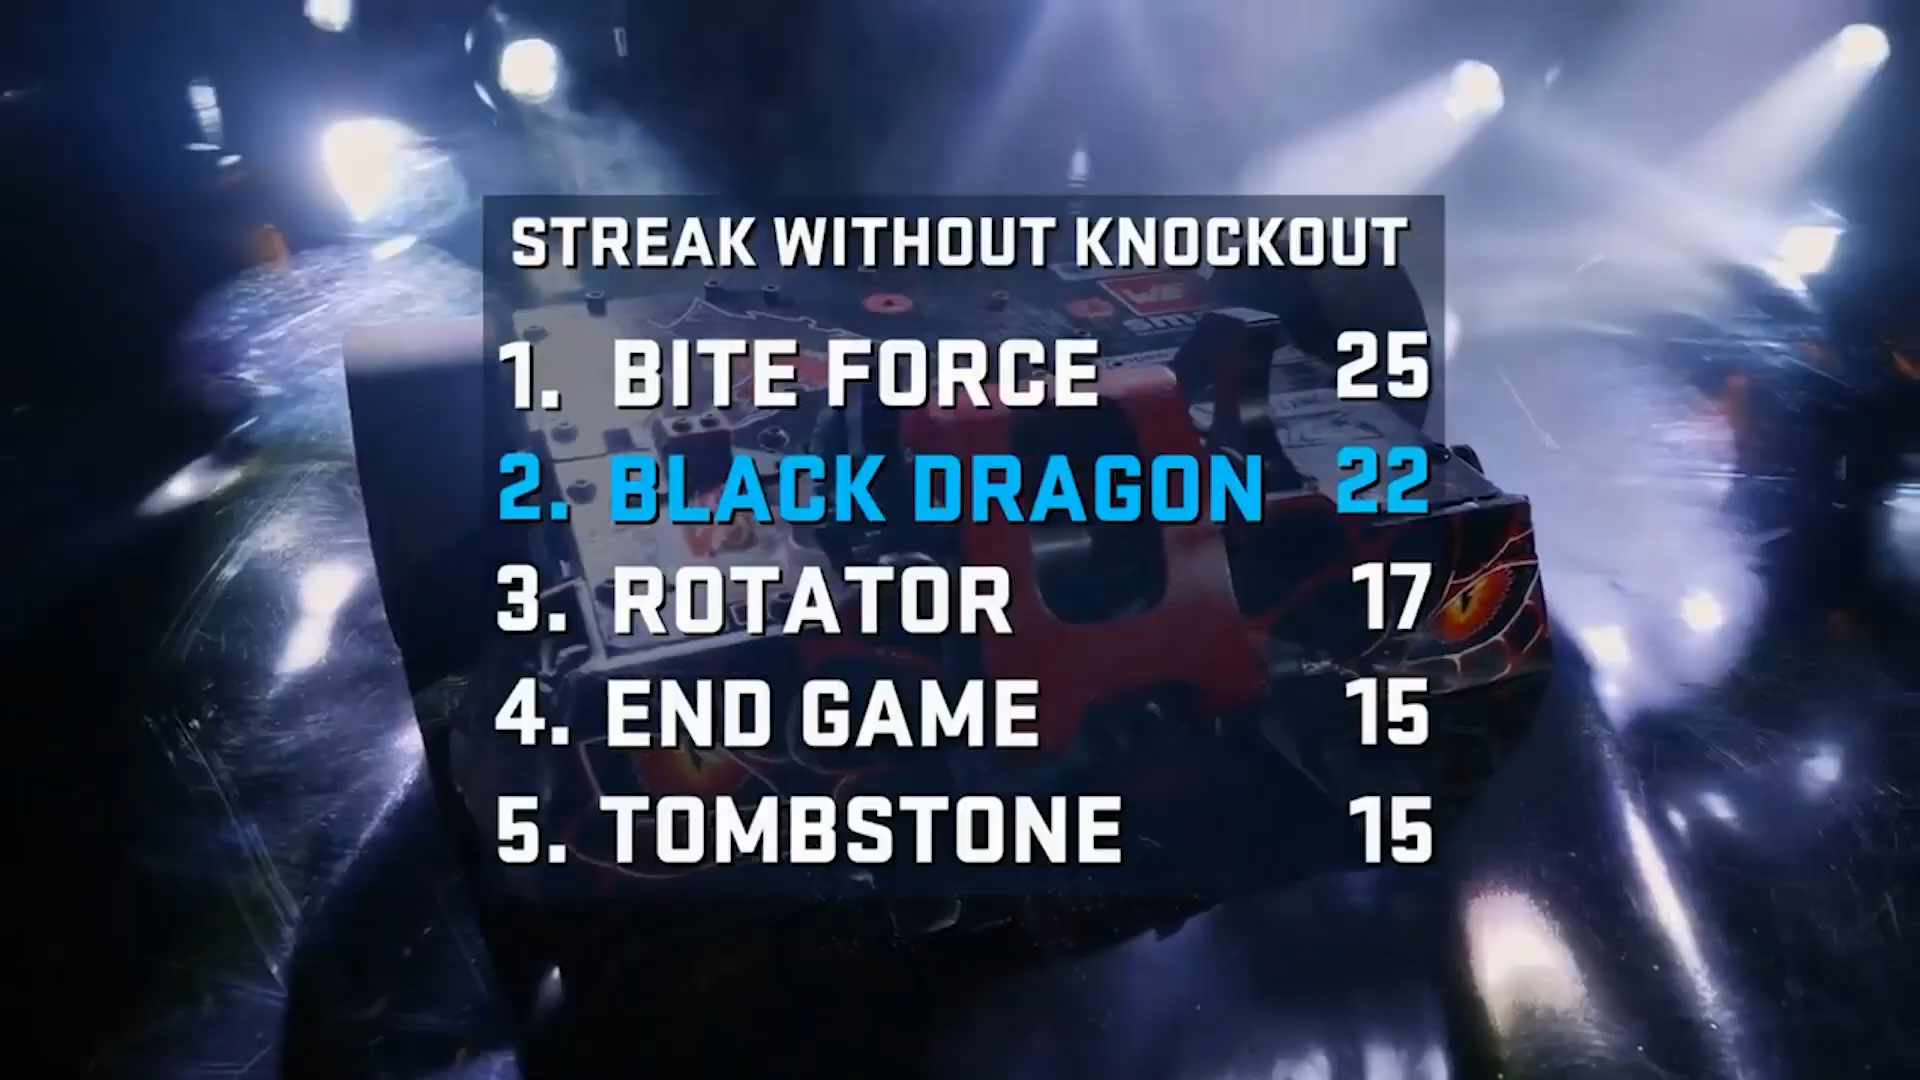 STREAK WITHOUT KNOCKOUT
1. BITE FORCE 25
2. BLACK DRAGON 22
3. ROTATOR 17
4. END GAME 15
5. TOMBSTONE 15